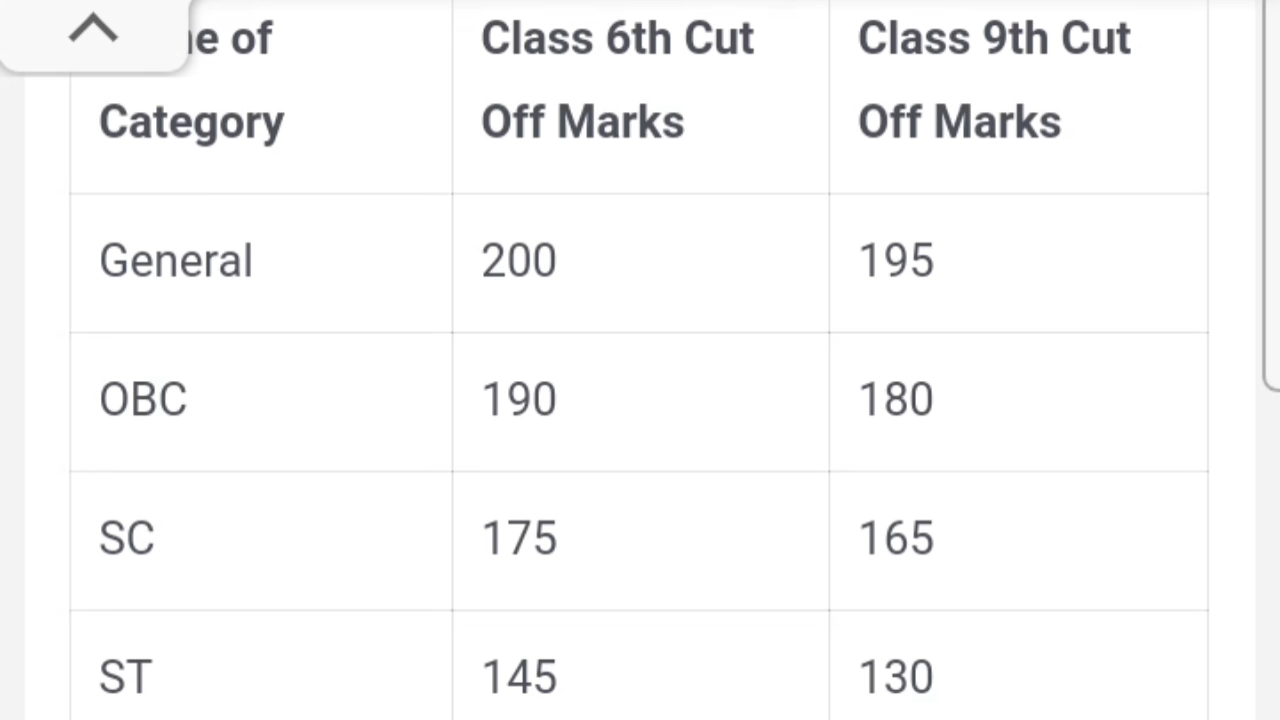 of Class 6th Cut Class 9th Cut
Category Off Marks Off Marks
General 200 195
OBC 190 180
SC 175 165
ST 145 130